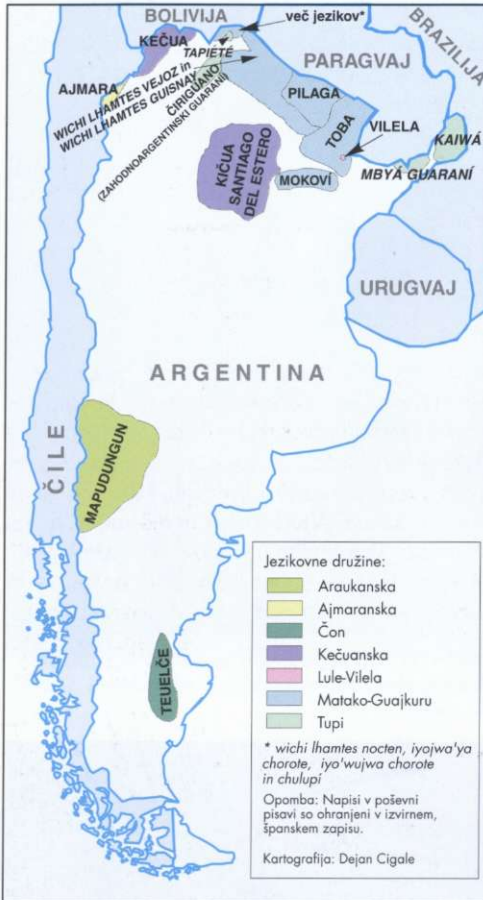 BOLIVIJA
več jezikov*
BRAZILIJA
KEČUA
TAPIÉTÉ
PARAGVAJ
AJMARA
WICHI LHAMTES VEJOZ in
WICHI LHAMTES GUISNAY
ČIRIGUANO
(ZAHODNOARGENTINSKI GUARANI)
PILAGA
TOBA
VILELA
KAIWÁ
MBYÁ GUARANÍ
KIČUA
SANTIAGO
DEL ESTERO
MOKOVÍ
URUGVAJ
ARGENTINA
ČILE
MAPUDUNGUN
TEUELČE
Jezikovne družine:
Araukanska
Ajmaranska
Čon
Kečuanska
Lule-Vilela
Matako-Guajkuru
Tupi
* wichi lhamtes nocten, iyojwa'ya
chorote, iyo'wujwa chorote
in chulupi
Opomba: Napisi v poševni
pisavi so ohranjeni v izvirnem,
španskem zapisu.
Kartografija: Dejan Cigale